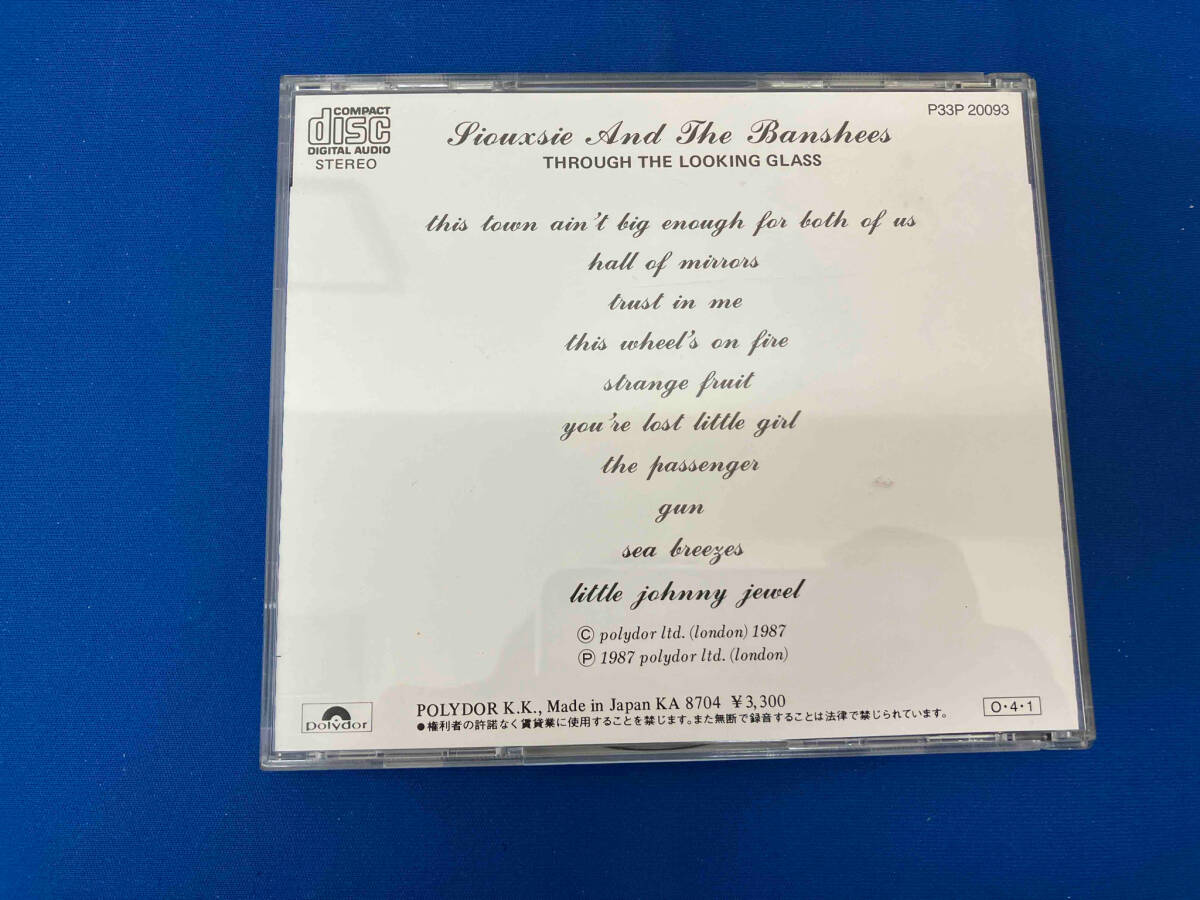 COMPACT
disc
DIGITAL AUDIO
STEREO
P33P 20093
Siouxsie And The Banshees
THROUGH THE LOOKING GLASS
this town ain't big enough for both of us
hall of mirrors
trust in me
this wheel's on fire
strange fruit
you're lost little girl
the passenger
gun
sea breezes
little johnny jewel
Ⓒ polydor ltd. (london) 1987
Ⓟ 1987 polydor ltd. (london)
polydor
POLYDOR K.K., Made in Japan KA 8704 ¥3,300
●権利者の許諾なく賃貸業に使用することを禁じます。また無断で録音することは法律で禁じられています。
O・4・1